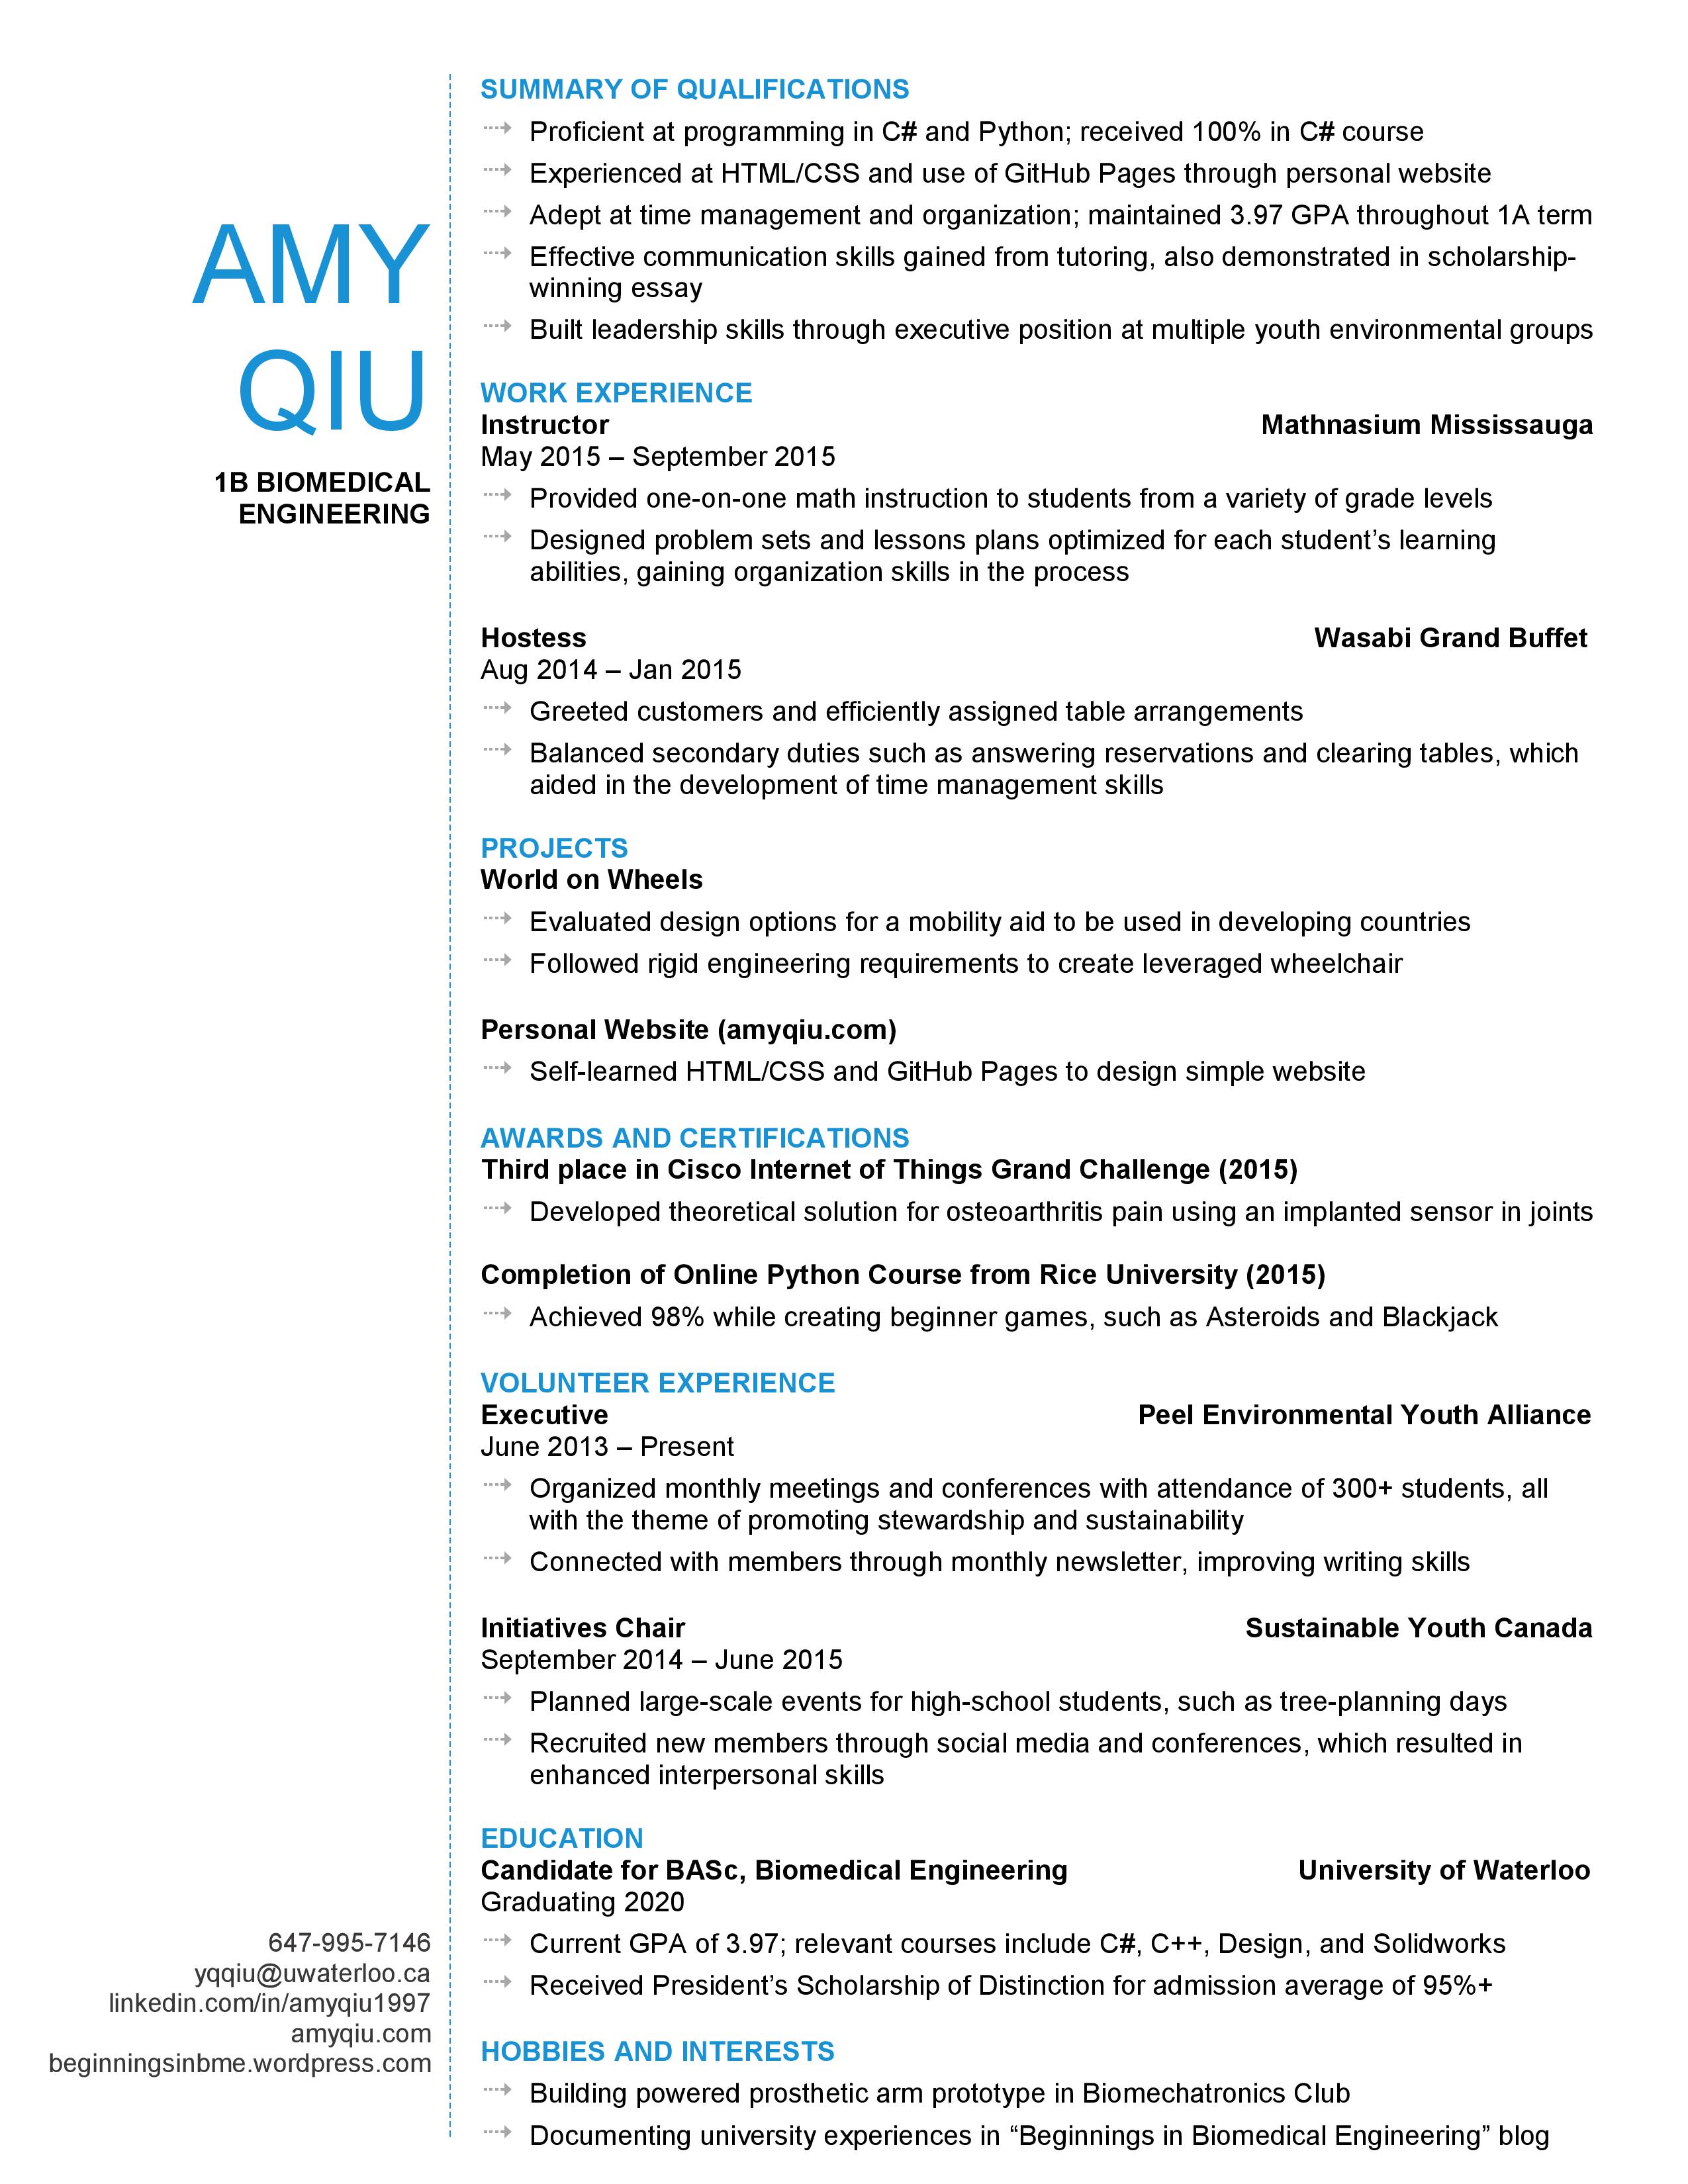 AMY
QIU
1B BIOMEDICAL
ENGINEERING
647-995-7146
yqqiu@uwaterloo.ca
linkedin.com/in/amyqiu1997
amyqiu.com
beginningsinbme.wordpress.com
SUMMARY OF QUALIFICATIONS
Proficient at programming in C# and Python; received 100% in C# course
Experienced at HTML/CSS and use of GitHub Pages through personal website
Adept at time management and organization; maintained 3.97 GPA throughout 1A term
Effective communication skills gained from tutoring, also demonstrated in scholarship-
winning essay
Built leadership skills through executive position at multiple youth environmental groups
WORK EXPERIENCE
Instructor Mathnasium Mississauga
May 2015 – September 2015
Provided one-on-one math instruction to students from a variety of grade levels
Designed problem sets and lessons plans optimized for each student’s learning
abilities, gaining organization skills in the process
Hostess Wasabi Grand Buffet
Aug 2014 – Jan 2015
Greeted customers and efficiently assigned table arrangements
Balanced secondary duties such as answering reservations and clearing tables, which
aided in the development of time management skills
PROJECTS
World on Wheels
Evaluated design options for a mobility aid to be used in developing countries
Followed rigid engineering requirements to create leveraged wheelchair
Personal Website (amyqiu.com)
Self-learned HTML/CSS and GitHub Pages to design simple website
AWARDS AND CERTIFICATIONS
Third place in Cisco Internet of Things Grand Challenge (2015)
Developed theoretical solution for osteoarthritis pain using an implanted sensor in joints
Completion of Online Python Course from Rice University (2015)
Achieved 98% while creating beginner games, such as Asteroids and Blackjack
VOLUNTEER EXPERIENCE
Executive Peel Environmental Youth Alliance
June 2013 – Present
Organized monthly meetings and conferences with attendance of 300+ students, all
with the theme of promoting stewardship and sustainability
Connected with members through monthly newsletter, improving writing skills
Initiatives Chair Sustainable Youth Canada
September 2014 – June 2015
Planned large-scale events for high-school students, such as tree-planning days
Recruited new members through social media and conferences, which resulted in
enhanced interpersonal skills
EDUCATION
Candidate for BASc, Biomedical Engineering University of Waterloo
Graduating 2020
Current GPA of 3.97; relevant courses include C#, C++, Design, and Solidworks
Received President’s Scholarship of Distinction for admission average of 95%+
HOBBIES AND INTERESTS
Building powered prosthetic arm prototype in Biomechatronics Club
Documenting university experiences in “Beginnings in Biomedical Engineering” blog